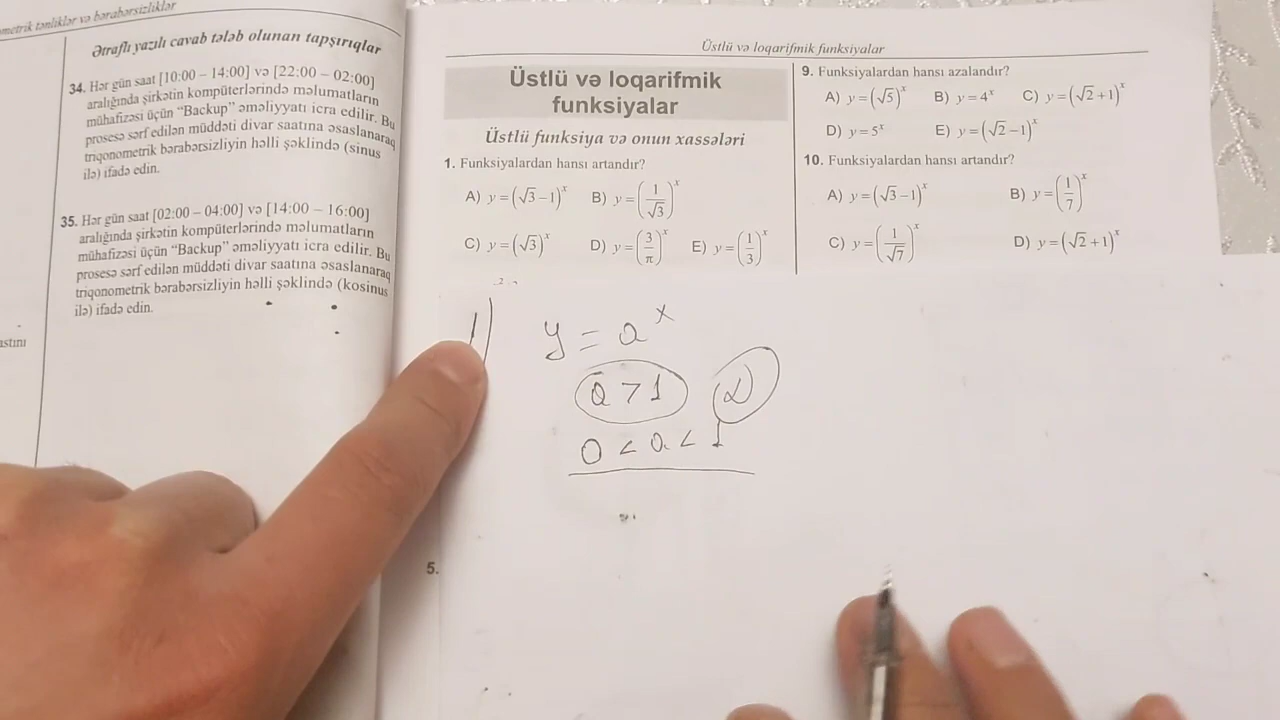 ometrik tənliklər və bərabərsizliklər
Ətraflı yazılı cavab tələb olunan tapşırıqlar
34. Hər gün saat [10:00 – 14:00] və [22:00 – 02:00]
aralığında şirkətin kompüterlərində məlumatların
mühafizəsi üçün “Backup” əməliyyatı icra edilir. Bu
prosesə sərf edilən müddəti divar saatına əsaslanaraq
triqonometrik bərabərsizliyin həlli şəklində (sinus
ilə) ifadə edin.
35. Hər gün saat [02:00 – 04:00] və [14:00 – 16:00]
aralığında şirkətin kompüterlərində məlumatların
mühafizəsi üçün “Backup” əməliyyatı icra edilir. Bu
prosesə sərf edilən müddəti divar saatına əsaslanaraq
triqonometrik bərabərsizliyin həlli şəklində (kosinus
ilə) ifadə edin.
astını
Üstlü və loqarifmik funksiyalar
Üstlü və loqarifmik
funksiyalar
Üstlü funksiya və onun xassələri
1. Funksiyalardan hansı artandır?
A) y=(√3−1)^x B) y=(1/√3)^x
C) y=(√3)^x D) y=(3/π)^x E) y=(1/3)^x
5.
9. Funksiyalardan hansı azalandır?
A) y=(√5)^x B) y=4^x C) y=(√2+1)^x
D) y=5^x E) y=(√2−1)^x
10. Funksiyalardan hansı artandır?
A) y=(√3−1)^x B) y=(1/7)^x
C) y=(1/√7)^x D) y=(√2+1)^x
y = a^x
a > 1
0 < a < 1